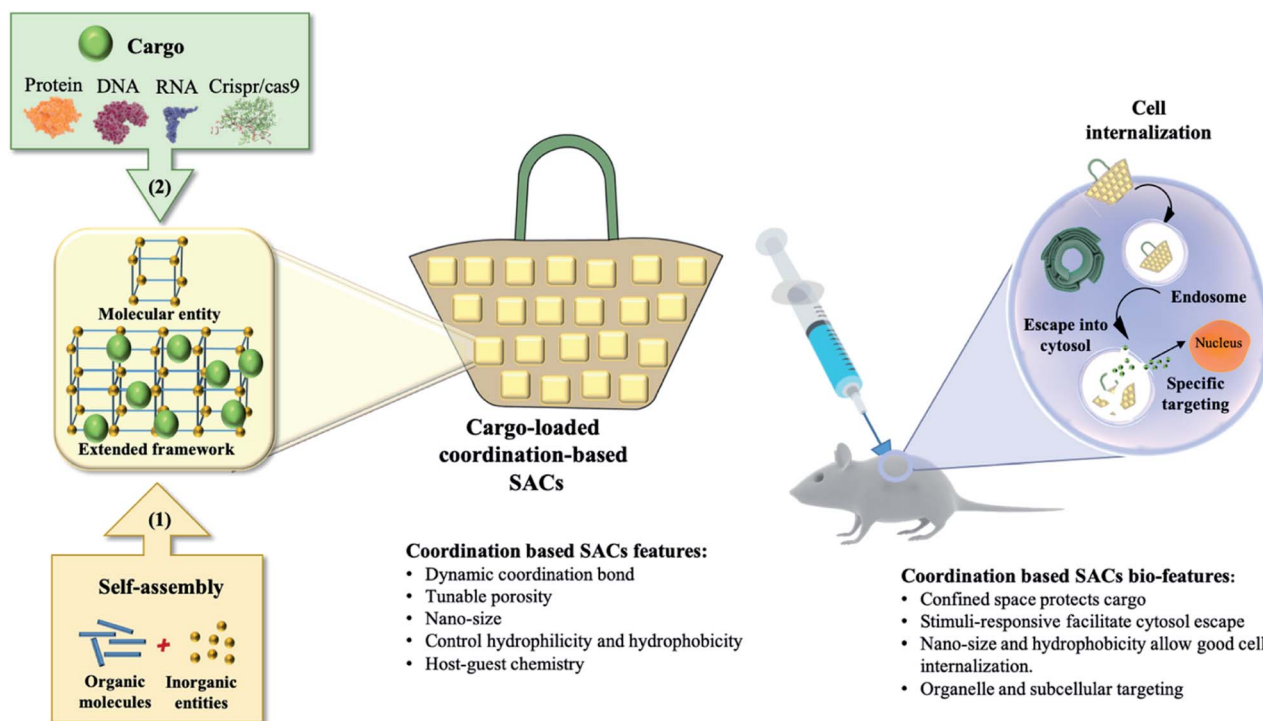 Cargo
Protein DNA RNA Crispr/cas9
(2)
Molecular entity
Extended framework
(1)
Self-assembly
+
Organic
molecules
Inorganic
entities
Cargo-loaded
coordination-based
SACs
Coordination based SACs features:
• Dynamic coordination bond
• Tunable porosity
• Nano-size
• Control hydrophilicity and hydrophobicity
• Host-guest chemistry
Cell
internalization
Endosome
Escape into
cytosol
Nucleus
Specific
targeting
Coordination based SACs bio-features:
• Confined space protects cargo
• Stimuli-responsive facilitate cytosol escape
• Nano-size and hydrophobicity allow good cell
internalization.
• Organelle and subcellular targeting